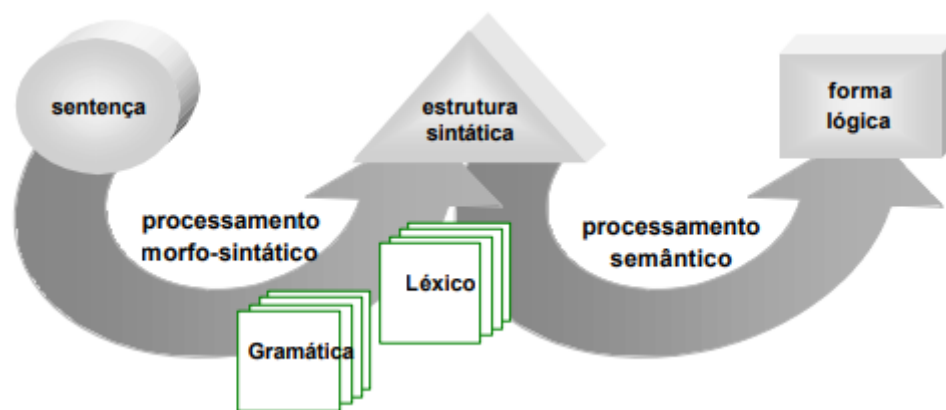 sentença
estrutura
sintática
forma
lógica
processamento
morfo-sintático
processamento
semântico
Léxico
Gramática